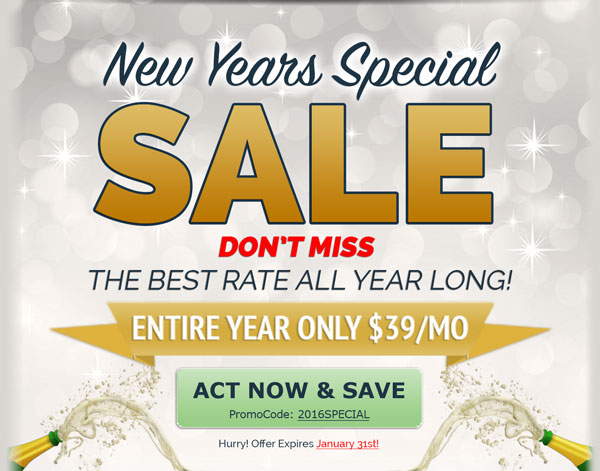 New Years Special
SALE
DON'T MISS
THE BEST RATE ALL YEAR LONG!
ENTIRE YEAR ONLY $39/MO
ACT NOW & SAVE
PromoCode: 2016SPECIAL
Hurry! Offer Expires January 31st!